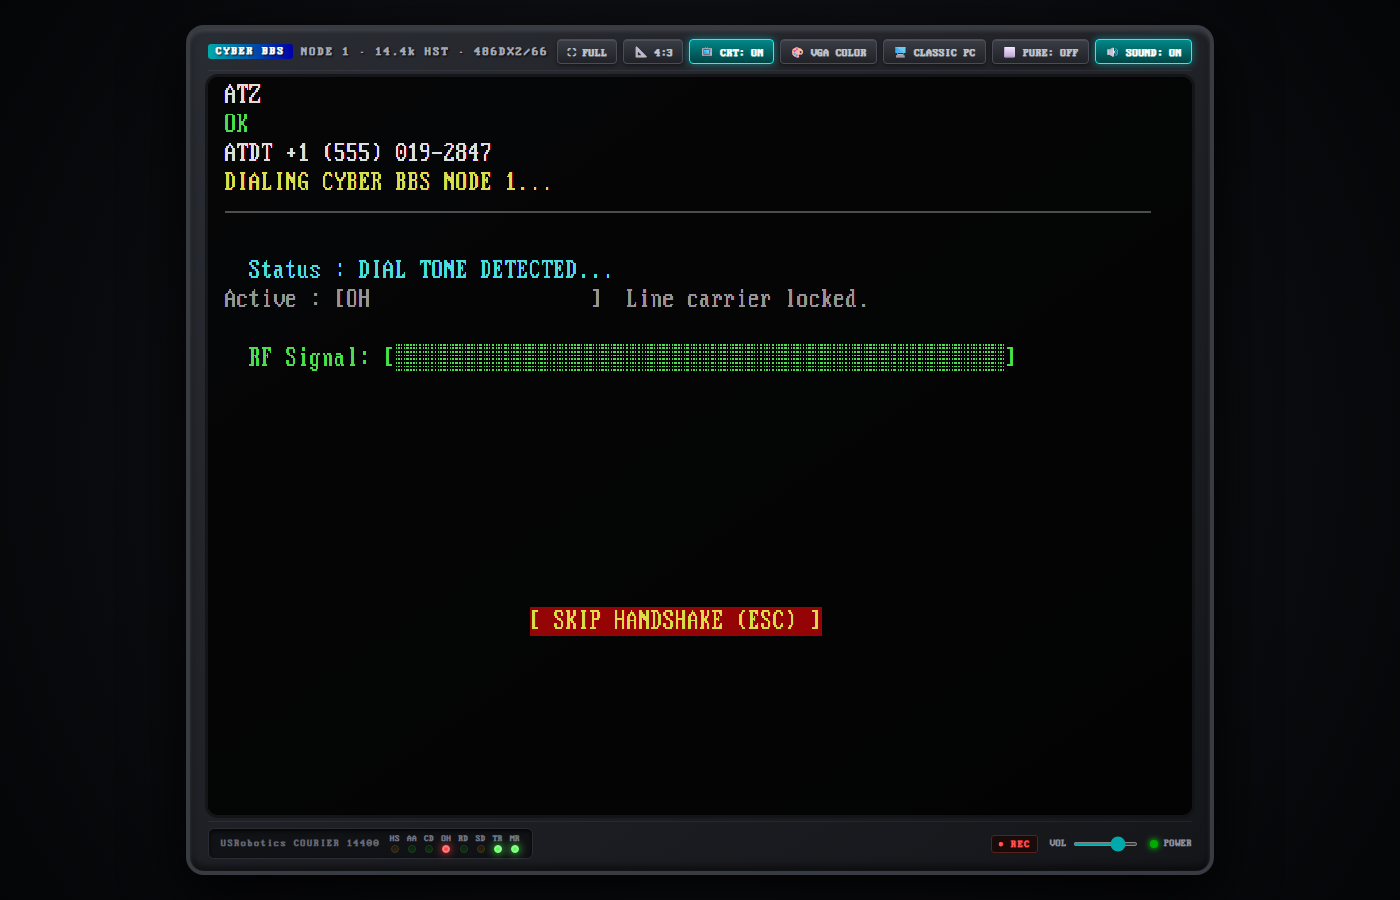 CYBER BBS NODE 1 · 14.4k HST · 486DX2/66 FULL 4:3 CRT: ON VGA COLOR CLASSIC PC PURE: OFF SOUND: ON
ATZ
OK
ATDT +1 (555) 019-2847
DIALING CYBER BBS NODE 1...
Status : DIAL TONE DETECTED...
Active : [OH ] Line carrier locked.
RF Signal: [░░░░░░░░░░░░░░░░░░░░░░░░░░░░░░░░░░░░░░░░░░░░░░░░░░]
[ SKIP HANDSHAKE (ESC) ]
USRobotics COURIER 14400 HS AA CD OH RD SD TR MR ● REC VOL POWER